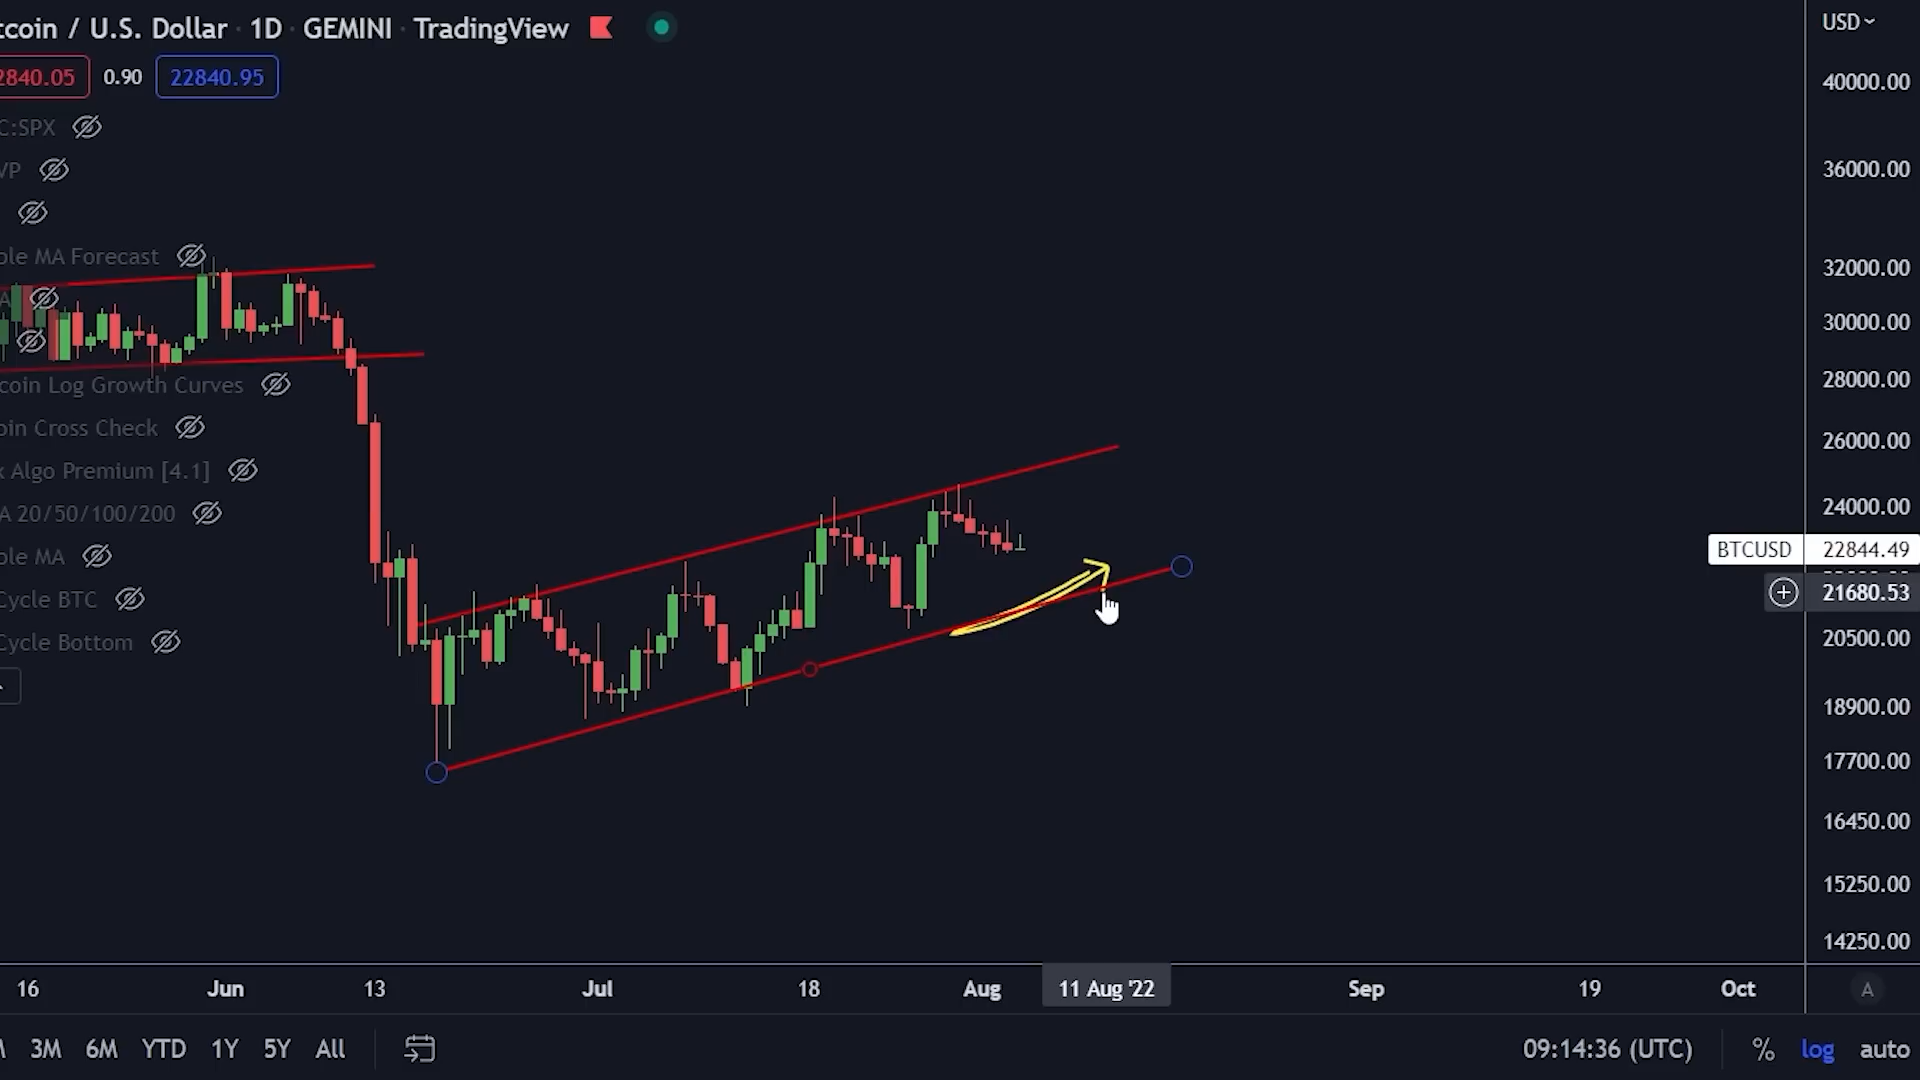 tcoin / U.S. Dollar · 1D · GEMINI · TradingView
2840.05 0.90 22840.95
C:SPX
VP
ple MA Forecast
A
tcoin Log Growth Curves
oin Cross Check
x Algo Premium [4.1]
A 20/50/100/200
ple MA
Cycle BTC
Cycle Bottom
USD
40000.00
36000.00
32000.00
30000.00
28000.00
26000.00
24000.00
BTCUSD 22844.49
21680.53
20500.00
18900.00
17700.00
16450.00
15250.00
14250.00
16 Jun 13 Jul 18 Aug 11 Aug '22 Sep 19 Oct A
3M 6M YTD 1Y 5Y All 09:14:36 (UTC) % log auto